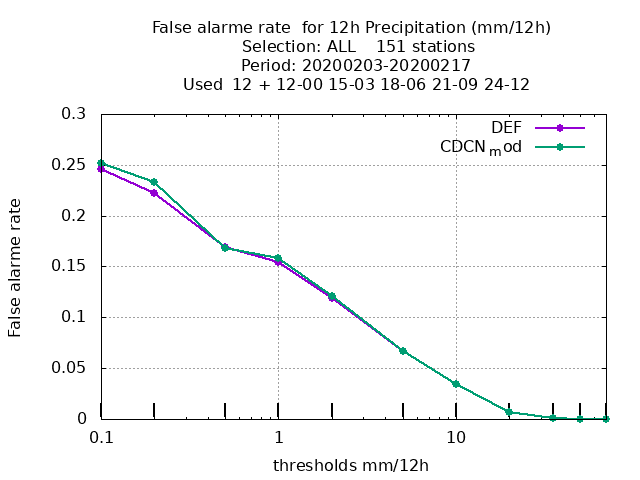 False alarme rate  for 12h Precipitation (mm/12h)
Selection: ALL    151 stations
Period: 20200203-20200217
Used  12 + 12-00 15-03 18-06 21-09 24-12
DEF
CDCNmod
0.3
0.25
0.2
0.15
0.1
0.05
0
False alarme rate
0.1
1
10
thresholds mm/12h